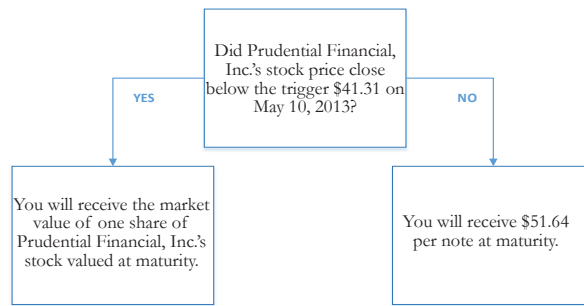 Did Prudential Financial,
Inc.'s stock price close
below the trigger $41.31 on
May 10, 2013?
YES
NO
You will receive the market
value of one share of
Prudential Financial, Inc.'s
stock valued at maturity.
You will receive $51.64
per note at maturity.